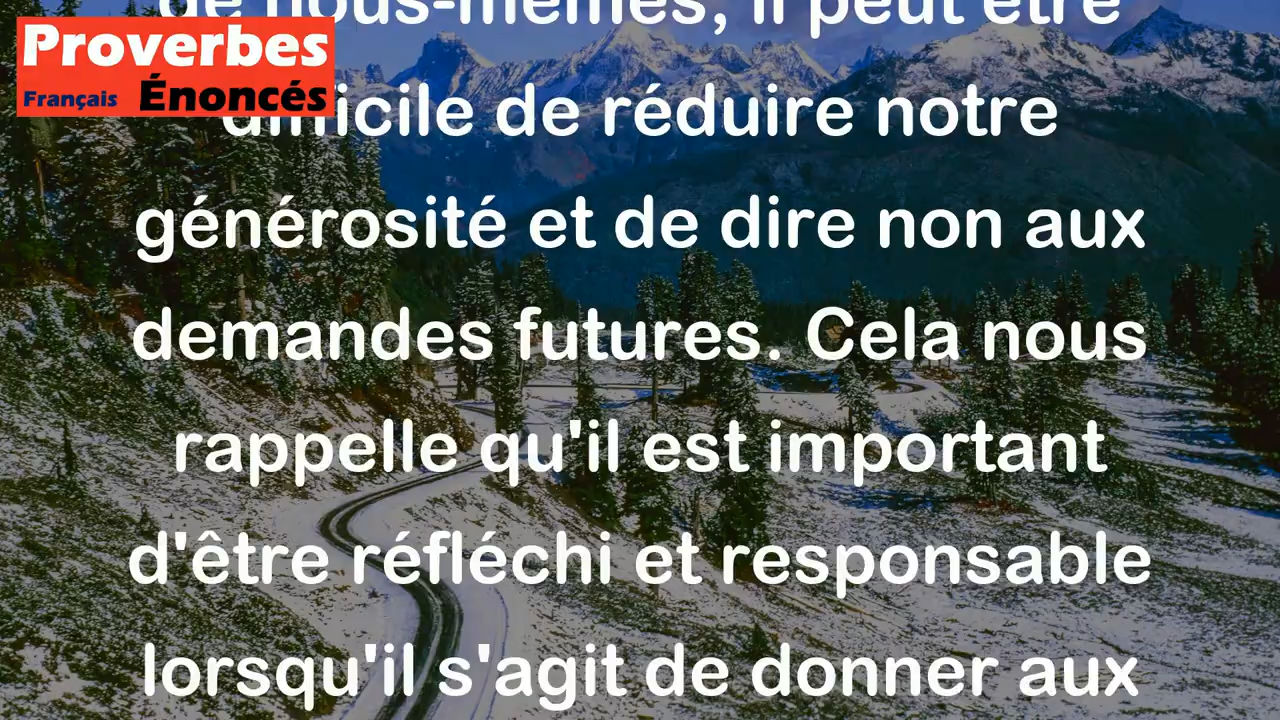 de nous-mêmes, il peut être
Proverbes
Français Énoncés
difficile de réduire notre
générosité et de dire non aux
demandes futures. Cela nous
rappelle qu'il est important
d'être réfléchi et responsable
lorsqu'il s'agit de donner aux